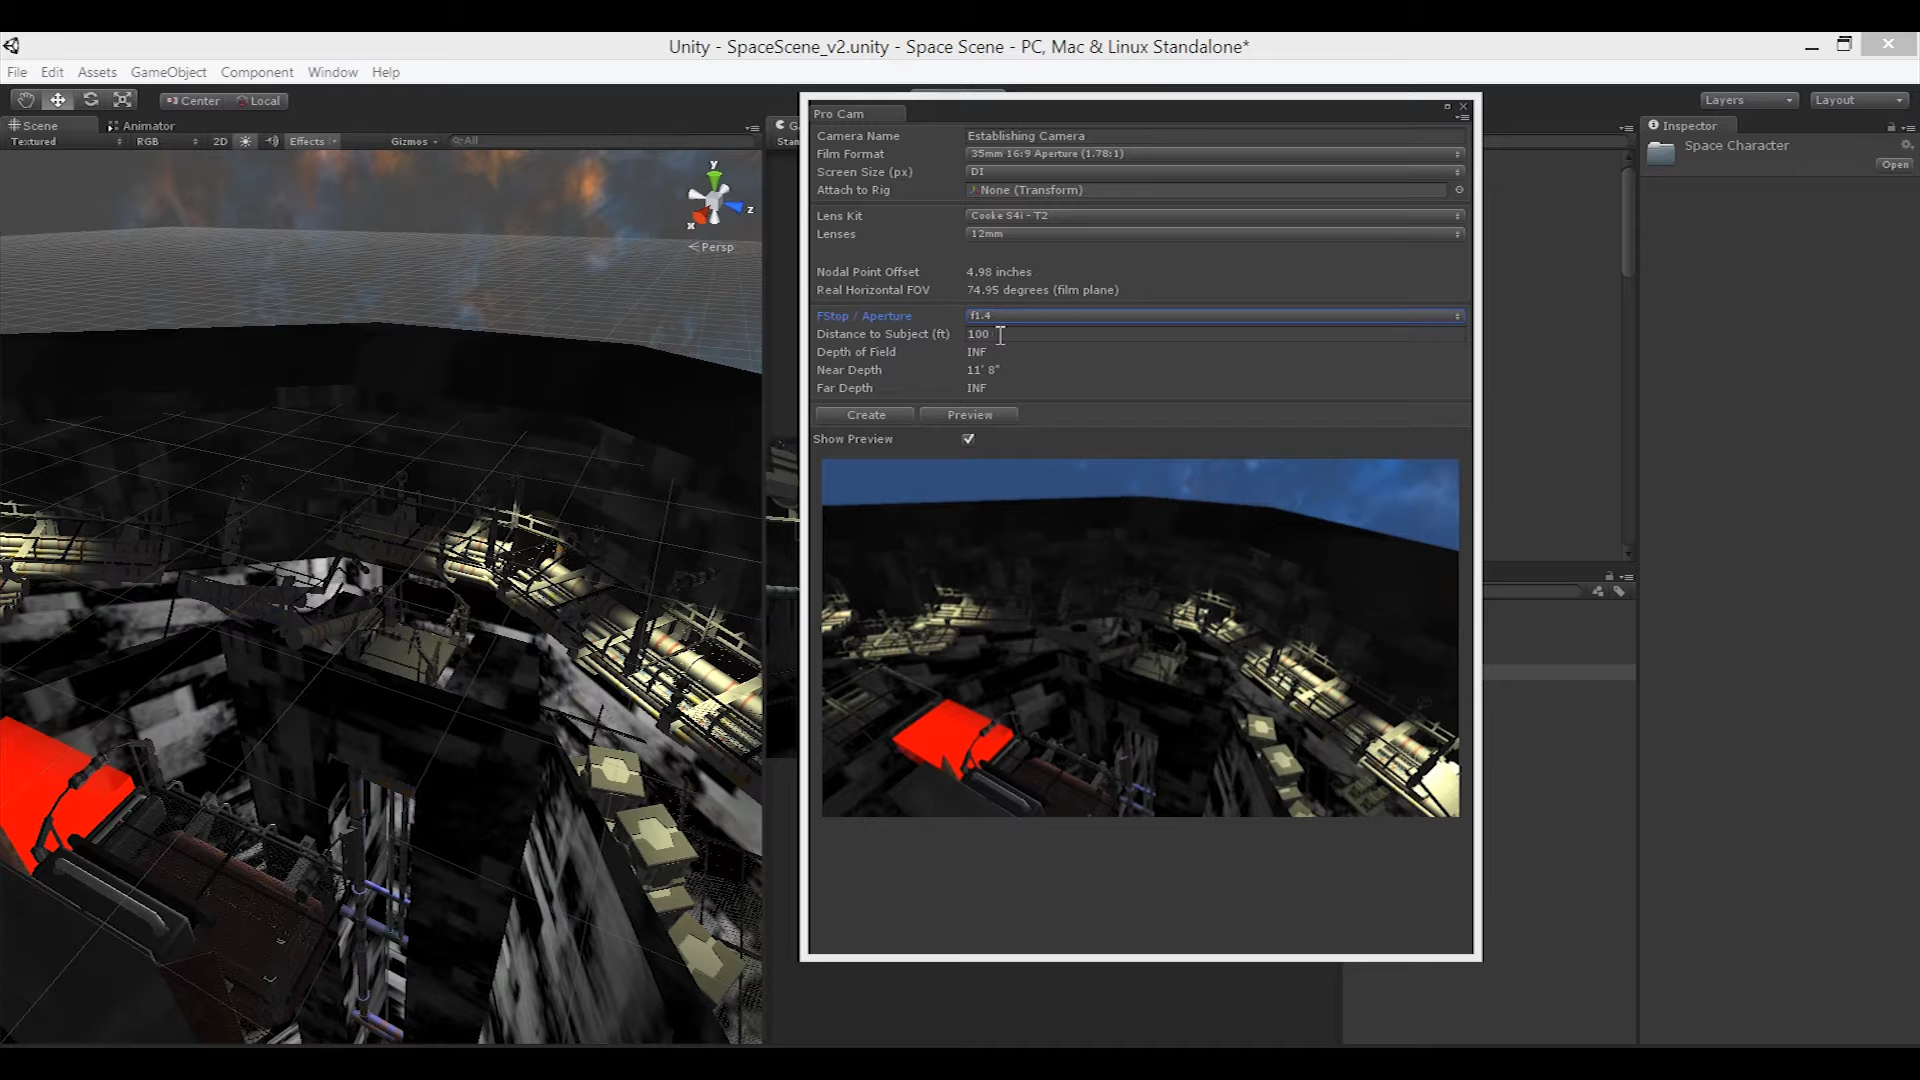 Unity - SpaceScene_v2.unity - Space Scene - PC, Mac & Linux Standalone*
File Edit Assets GameObject Component Window Help
Center Local
Layers Layout
Scene Animator
Textured RGB 2D Effects Gizmos All
y
z
x
Persp
Pro Cam
Camera Name Establishing Camera
Film Format 35mm 16:9 Aperture (1.78:1)
Screen Size (px) DI
Attach to Rig None (Transform)
Lens Kit Cooke S4i - T2
Lenses 12mm
Nodal Point Offset 4.98 inches
Real Horizontal FOV 74.95 degrees (film plane)
FStop / Aperture f1.4
Distance to Subject (ft) 100
Depth of Field INF
Near Depth 11' 8"
Far Depth INF
Create Preview
Show Preview
Inspector
Space Character
Open